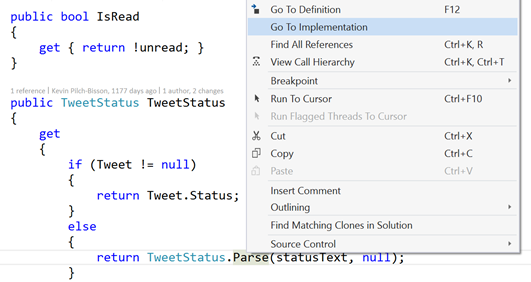 public bool IsRead
{
get { return !unread; }
}
1 reference | Kevin Pilch-Bisson, 1177 days ago | 1 author, 2 changes
public TweetStatus TweetStatus
{
get
{
if (Tweet != null)
{
return Tweet.Status;
}
else
{
return TweetStatus.Parse(statusText, null);
}
Go To Definition F12
Go To Implementation
Find All References Ctrl+K, R
View Call Hierarchy Ctrl+K, Ctrl+T
Breakpoint
Run To Cursor Ctrl+F10
Run Flagged Threads To Cursor
Cut Ctrl+X
Copy Ctrl+C
Paste Ctrl+V
Insert Comment
Outlining
Find Matching Clones in Solution
Source Control